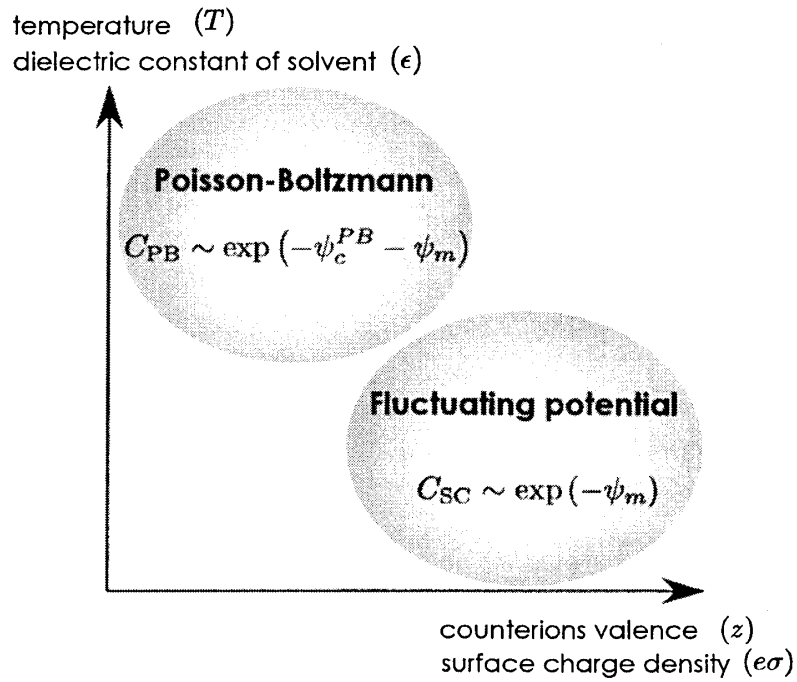 temperature (T)
dielectric constant of solvent (ϵ)
Poisson-Boltzmann
C_PB ∼ exp (−ψ_c^PB − ψ_m)
Fluctuating potential
C_SC ∼ exp (−ψ_m)
counterions valence (z)
surface charge density (eσ)